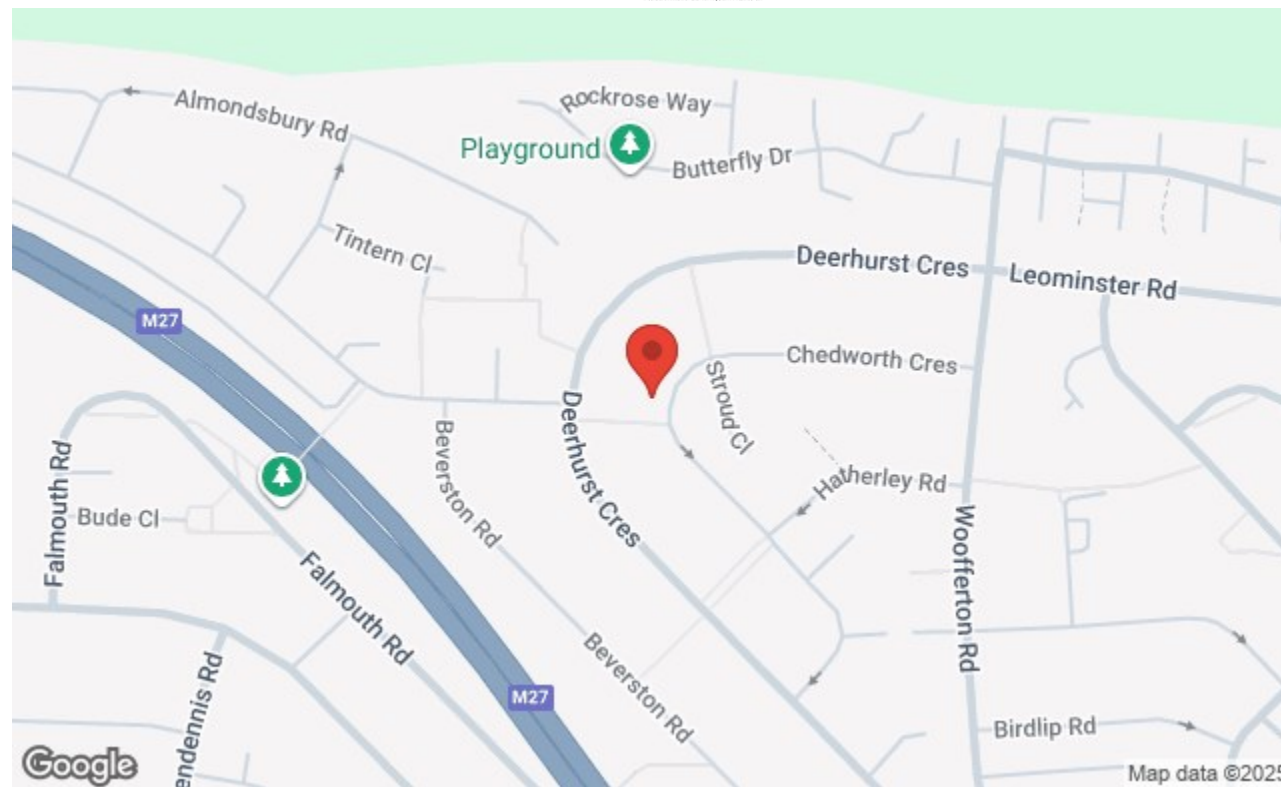 Rockrose Way
Almondsbury Rd
Playground
Butterfly Dr
Tintern Cl
Deerhurst Cres
Leominster Rd
M27
Chedworth Cres
Stroud Cl
Deerhurst Cres
Beverston Rd
Falmouth Rd
Hatherley Rd
Bude Cl
Woofferton Rd
Falmouth Rd
Beverston Rd
endennis Rd
M27
Birdlip Rd
Google
Map data ©2025